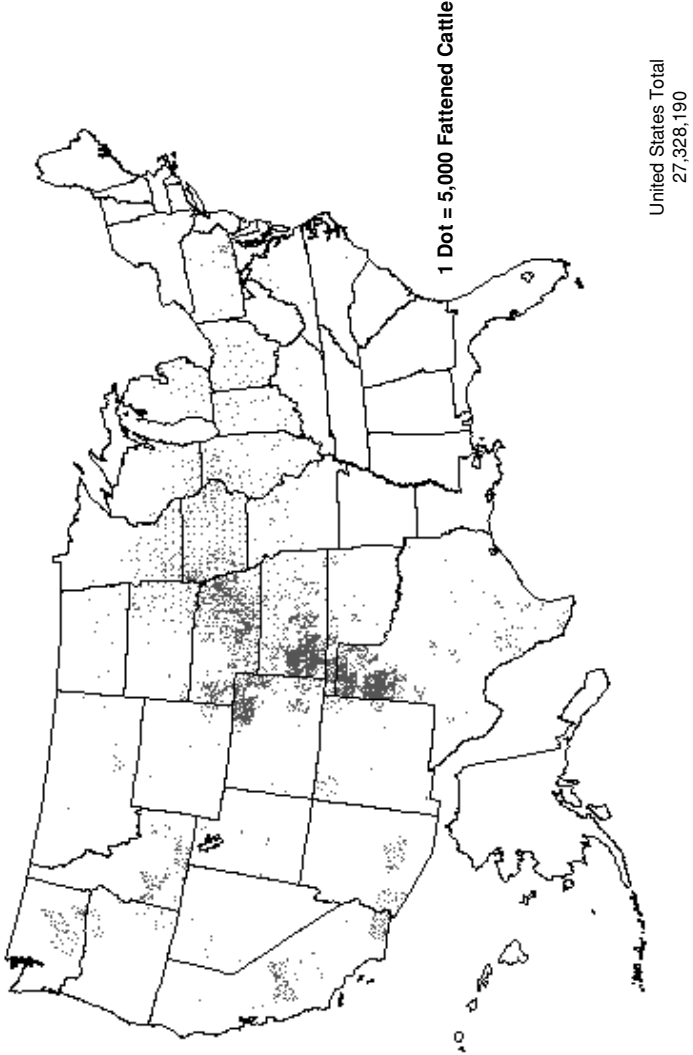 1 Dot = 5,000 Fattened Cattle
United States Total
27,328,190